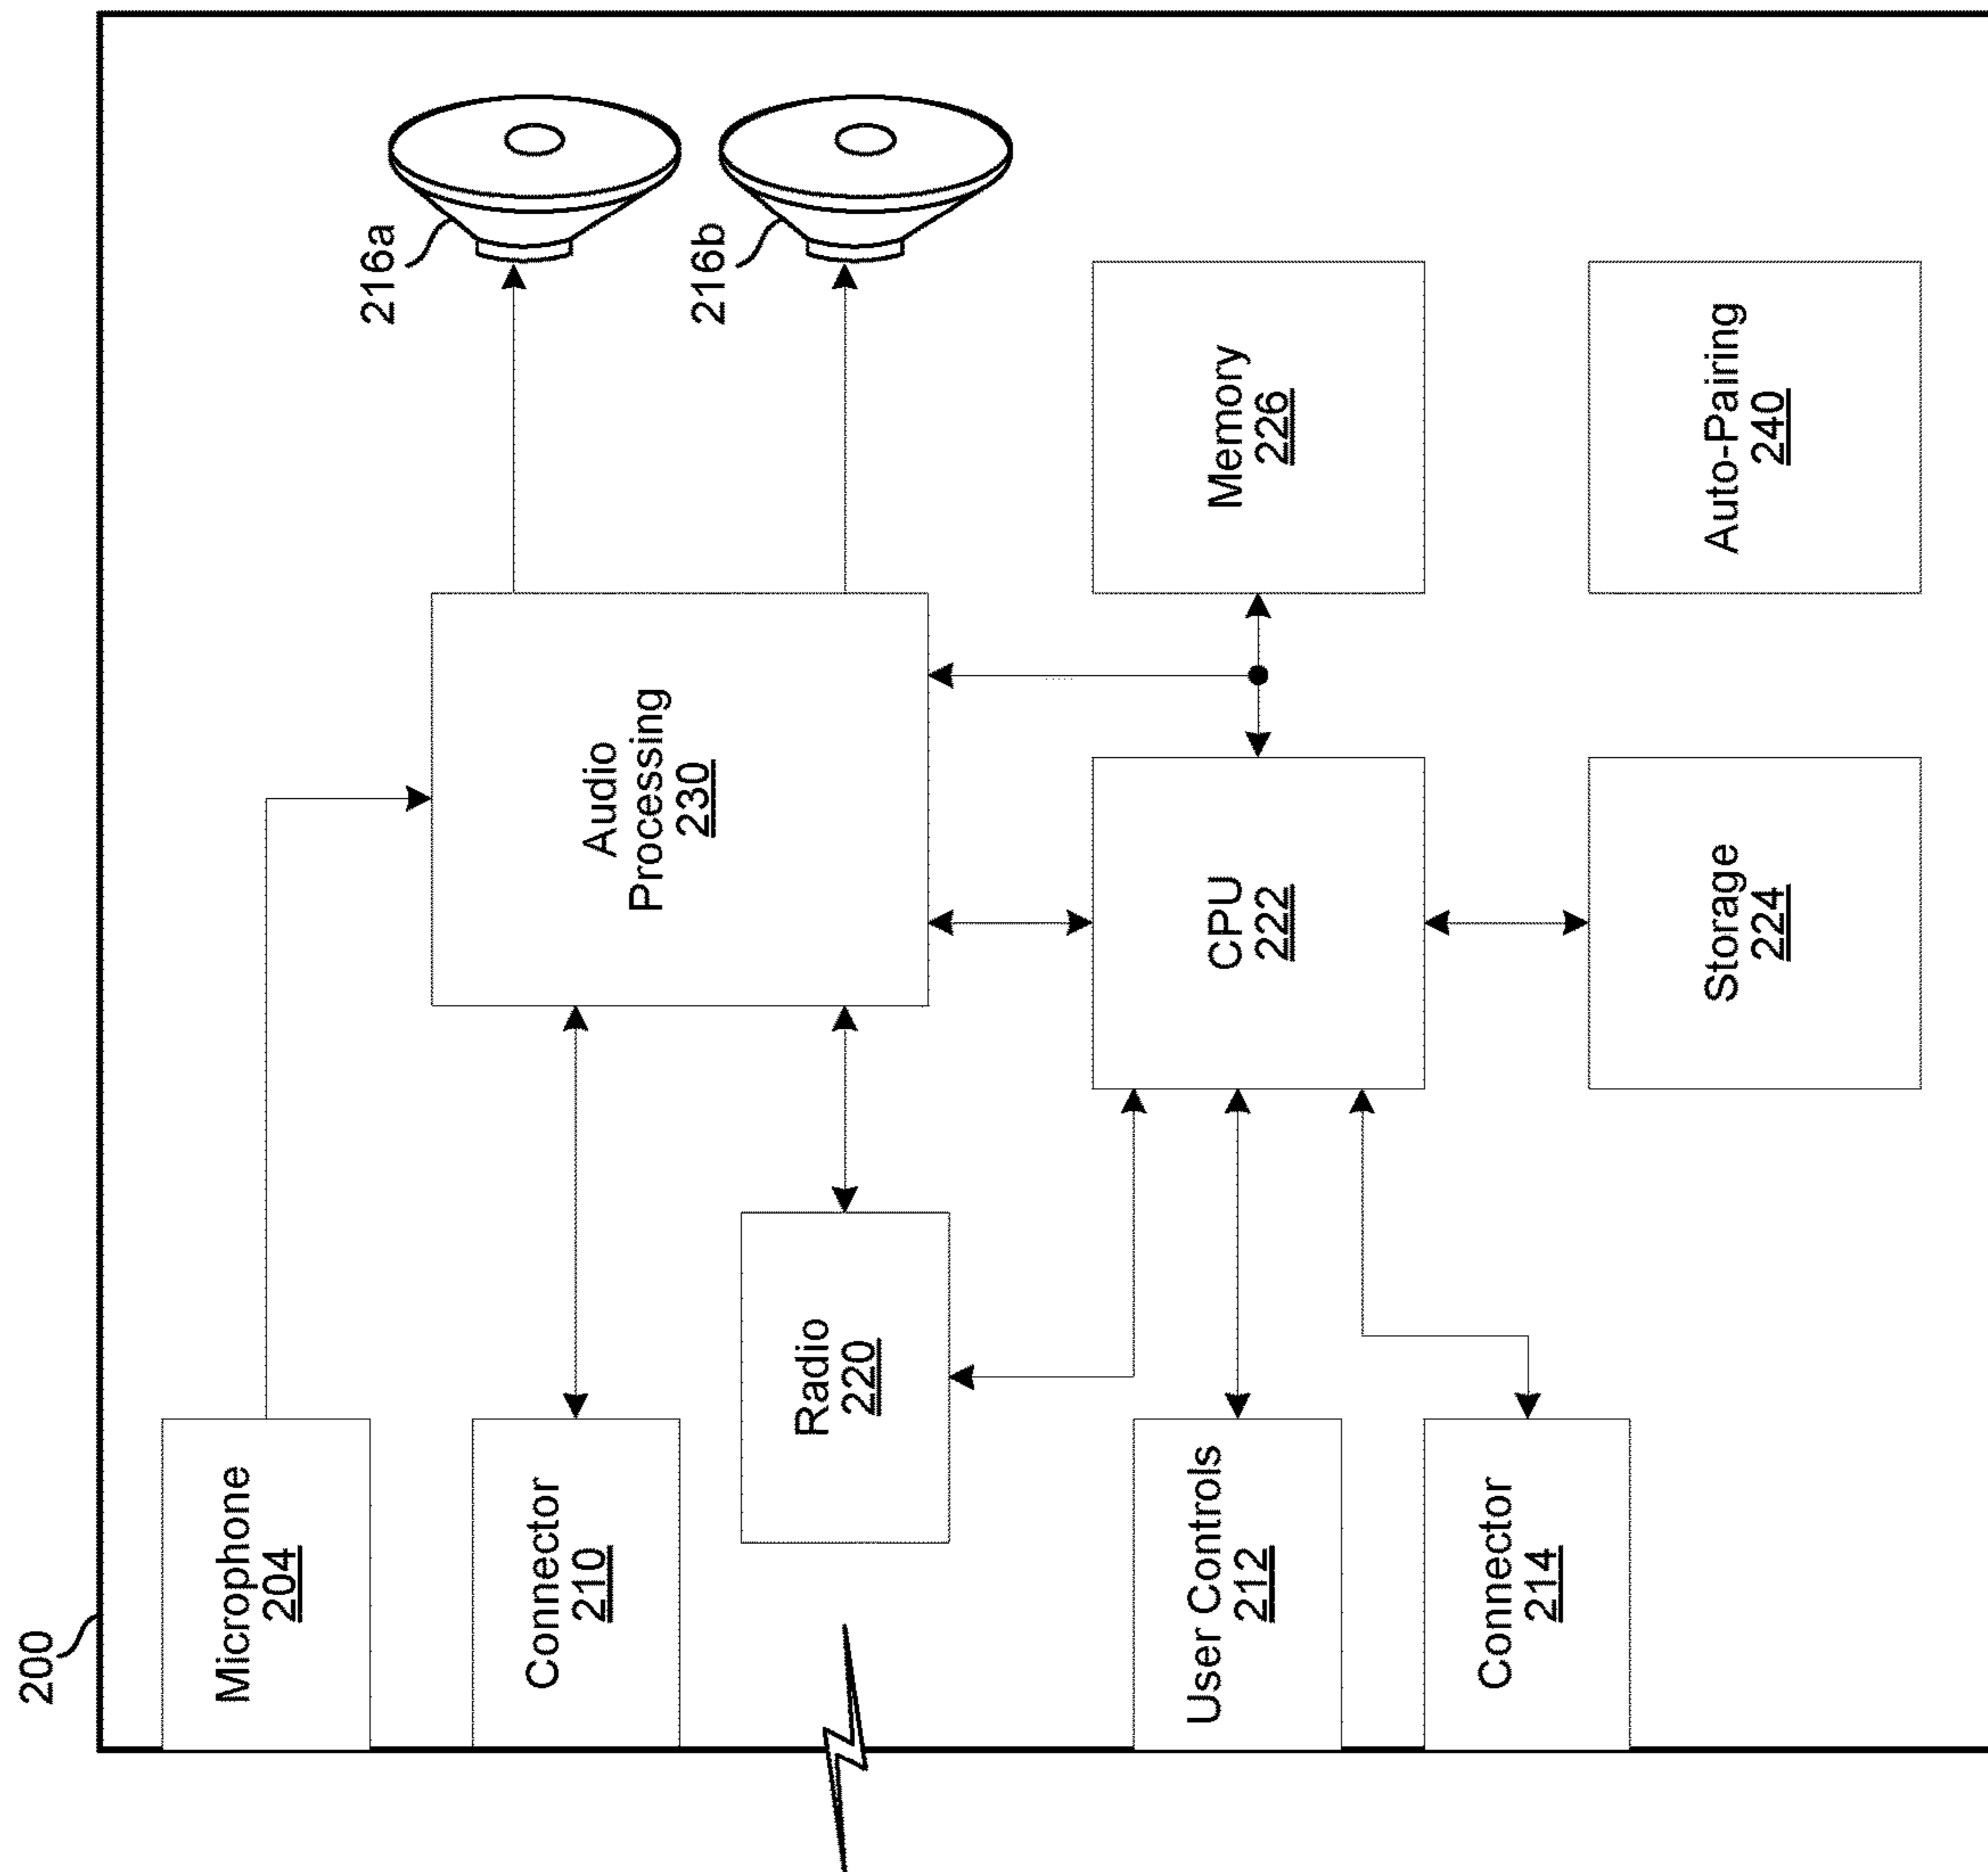 200
Microphone
204
Connector
210
Radio
220
User Controls
212
Connector
214
Audio
Processing
230
CPU
222
Storage
224
216a
216b
Memory
226
Auto-Pairing
240